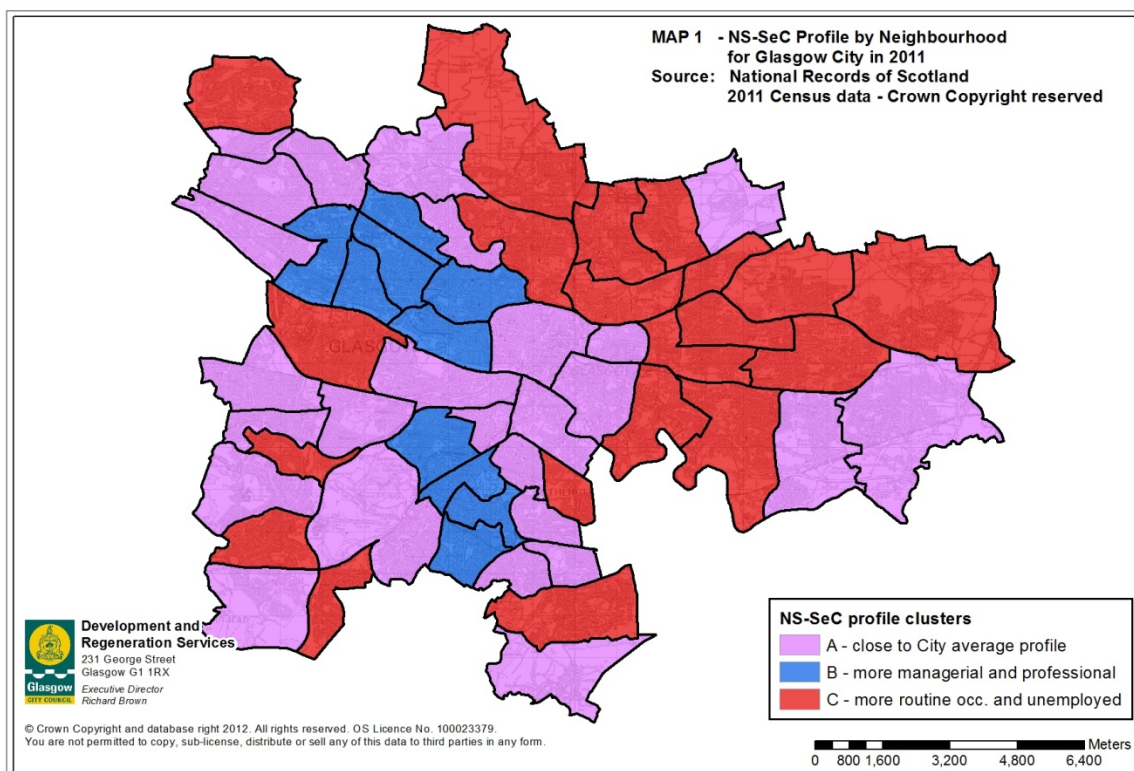 MAP 1 - NS-SeC Profile by Neighbourhood
for Glasgow City in 2011
Source: National Records of Scotland
2011 Census data - Crown Copyright reserved
NS-SeC profile clusters
A - close to City average profile
B - more managerial and professional
C - more routine occ. and unemployed
Meters
0 800 1,600 3,200 4,800 6,400
Development and
Regeneration Services
231 George Street
Glasgow G1 1RX
Executive Director
Richard Brown
Glasgow
CITY COUNCIL
© Crown Copyright and database right 2012. All rights reserved. OS Licence No. 100023379.
You are not permitted to copy, sub-license, distribute or sell any of this data to third parties in any form.